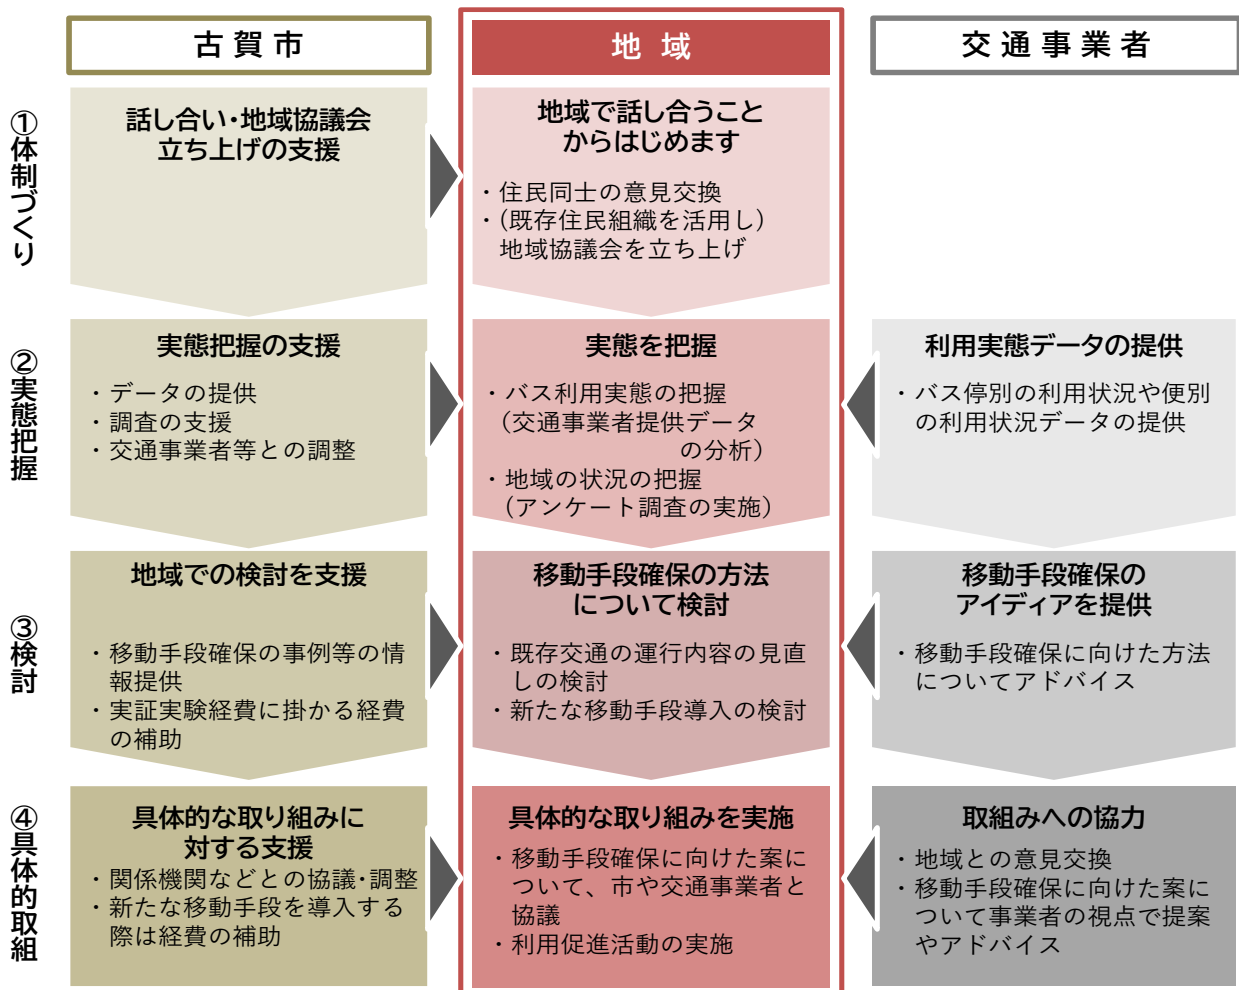 古賀市
地域
交通事業者
①体制づくり
話し合い・地域協議会
立ち上げの支援
地域で話し合うこと
からはじめます
・住民同士の意見交換
・(既存住民組織を活用し)
地域協議会を立ち上げ
②実態把握
実態把握の支援
・データの提供
・調査の支援
・交通事業者等との調整
実態を把握
・バス利用実態の把握
(交通事業者提供データ
の分析)
・地域の状況の把握
(アンケート調査の実施)
利用実態データの提供
・バス停別の利用状況や便別
の利用状況データの提供
③検討
地域での検討を支援
・移動手段確保の事例等の情
報提供
・実証実験経費に掛かる経費
の補助
移動手段確保の方法
について検討
・既存交通の運行内容の見直
しの検討
・新たな移動手段導入の検討
移動手段確保の
アイディアを提供
・移動手段確保に向けた方法
についてアドバイス
④具体的取組
具体的な取り組みに
対する支援
・関係機関などとの協議・調整
・新たな移動手段を導入する
際は経費の補助
具体的な取り組みを実施
・移動手段確保に向けた案に
ついて、市や交通事業者と
協議
・利用促進活動の実施
取組みへの協力
・地域との意見交換
・移動手段確保に向けた案に
ついて事業者の視点で提案
やアドバイス